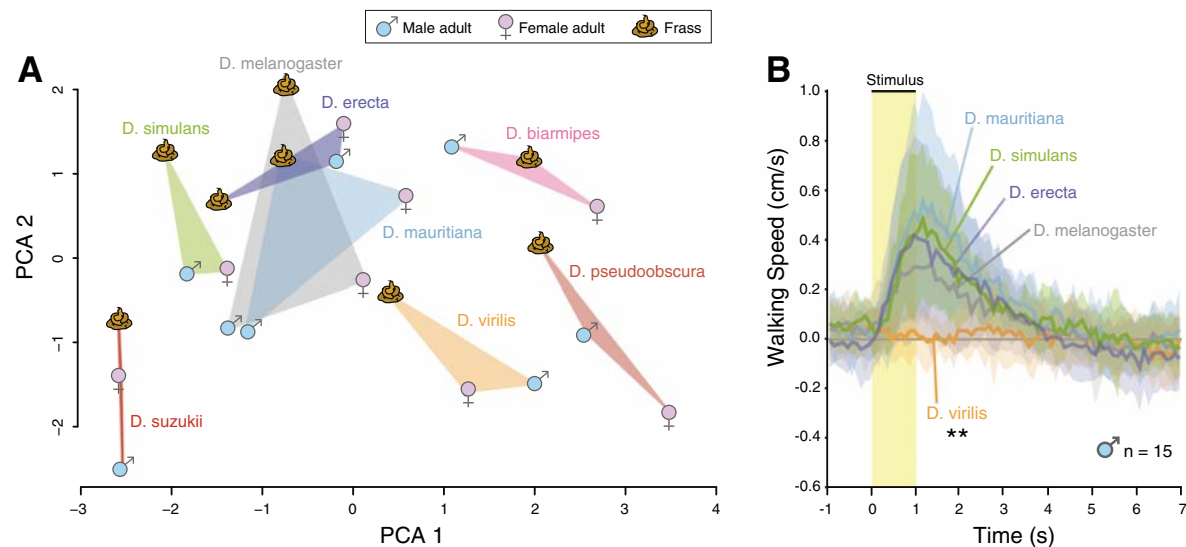 Male adult Female adult Frass
A
D. melanogaster
D. erecta
D. simulans
D. biarmipes
D. mauritiana
D. pseudoobscura
D. virilis
D. suzukii
PCA 2
2
1
0
−1
−2
−3 −2 −1 0 1 2 3 4
PCA 1
B
Stimulus
D. mauritiana
D. simulans
D. erecta
D. melanogaster
D. virilis
**
n = 15
Walking Speed (cm/s)
1.0
0.8
0.6
0.4
0.2
0.0
-0.2
-0.4
-0.6
-1 0 1 2 3 4 5 6 7
Time (s)